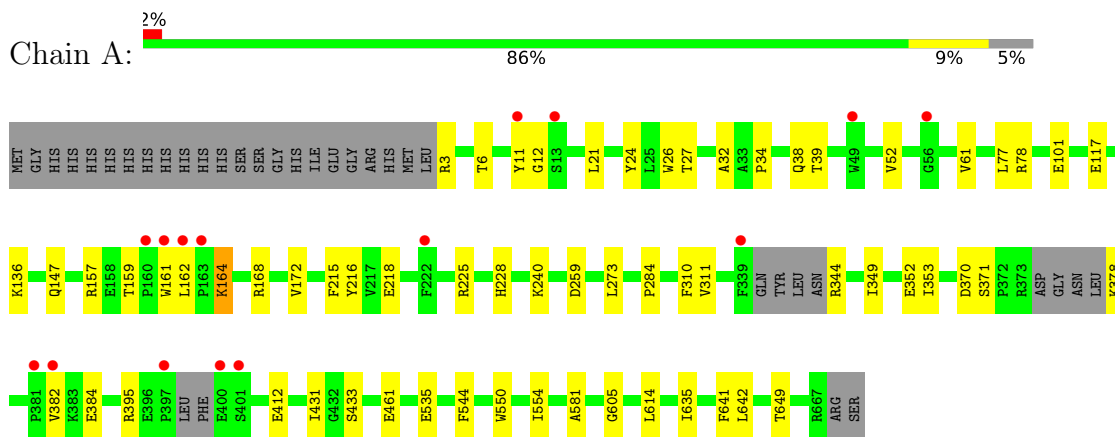 2%
Chain A:
86% 9% 5%
MET GLY HIS HIS HIS HIS HIS HIS HIS HIS HIS HIS SER SER GLY HIS ILE GLU GLY ARG HIS MET LEU R3 T6 Y11 G12 S13 L21 Y24 L25 W26 T27 A32 A33 P34 Q38 T39 W49 V52 G56 V61 L77 R78 E101 E117
K136 Q147 R157 E158 T159 P160 W161 L162 P163 K164 R168 V172 F215 Y216 V217 E218 F222 R225 H228 K240 D259 L273 P284 F310 V311 F339 GLN TYR LEU ASN R344 I349 E352 I353 D370 S371 P372 R373 ASP GLY ASN LEU K378
P381 V382 K383 E384 R395 E396 P397 LEU PHE E400 S401 E412 I431 G432 S433 E461 E535 F544 W550 I554 A581 G605 L614 I635 F641 L642 T649 R667 ARG SER